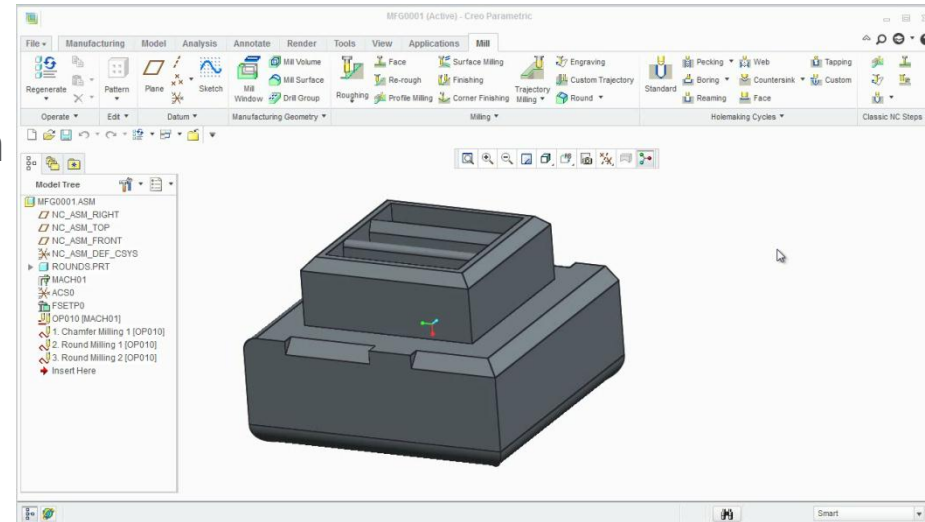 MFG0001 (Active) - Creo Parametric
File Manufacturing Model Analysis Annotate Render Tools View Applications Mill
Regenerate
Pattern
Plane
Sketch
Mill Window
Mill Volume
Mill Surface
Drill Group
Roughing
Face
Re-rough
Profile Milling
Surface Milling
Finishing
Corner Finishing
Trajectory Milling
Engraving
Custom Trajectory
Round
Standard
Pecking
Boring
Reaming
Web
Countersink
Face
Tapping
Custom
Operate Edit Datum Manufacturing Geometry Milling Holemaking Cycles Classic NC Steps
Model Tree
MFG0001.ASM
NC_ASM_RIGHT
NC_ASM_TOP
NC_ASM_FRONT
NC_ASM_DEF_CSYS
ROUNDS.PRT
MACH01
ACS0
FSETP0
OP010 [MACH01]
1. Chamfer Milling 1 [OP010]
2. Round Milling 1 [OP010]
3. Round Milling 2 [OP010]
Insert Here
Smart